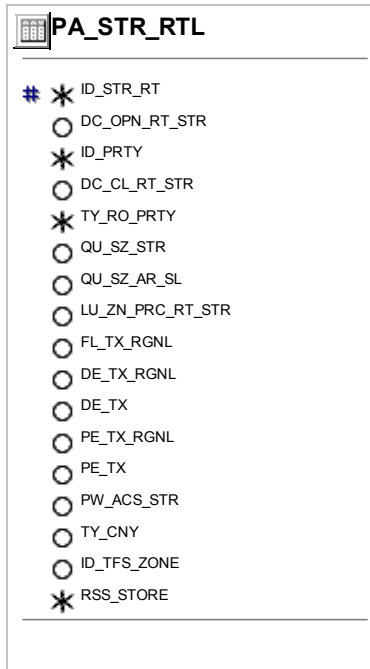 PA_STR_RTL
# * ID_STR_RT
DC_OPN_RT_STR
* ID_PRTY
DC_CL_RT_STR
* TY_RO_PRTY
QU_SZ_STR
QU_SZ_AR_SL
LU_ZN_PRC_RT_STR
FL_TX_RGNL
DE_TX_RGNL
DE_TX
PE_TX_RGNL
PE_TX
PW_ACS_STR
TY_CNY
ID_TFS_ZONE
* RSS_STORE